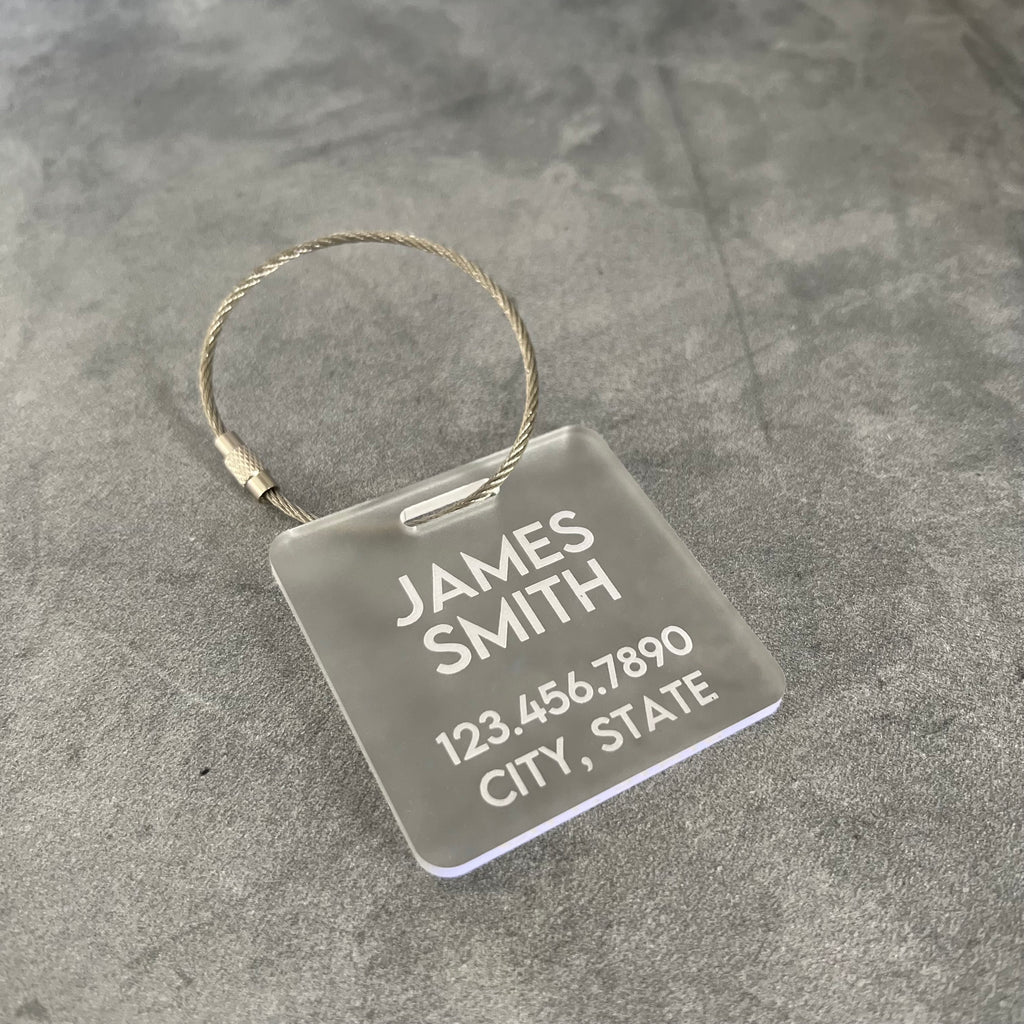 JAMES
SMITH
123.456.7890
CITY, STATE